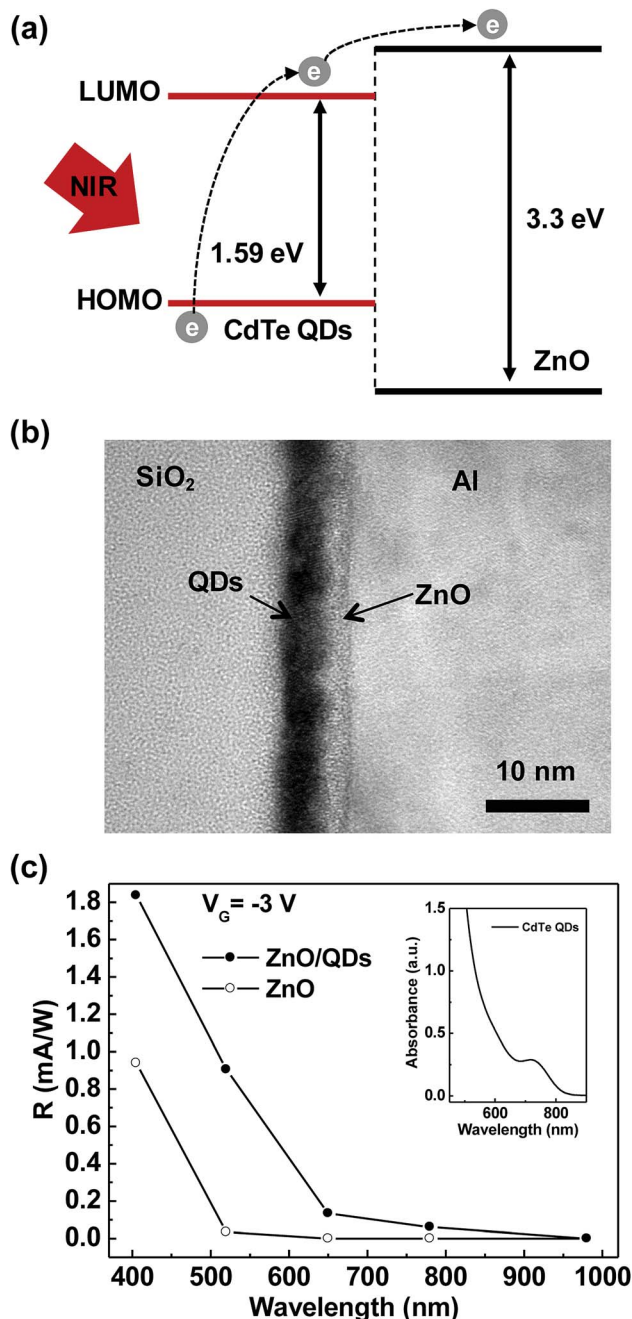 (a)
e
e
LUMO
NIR
1.59 eV
3.3 eV
HOMO
e
CdTe QDs
ZnO
(b)
SiO₂
Al
QDs
ZnO
10 nm
(c)
V_G= -3 V
ZnO/QDs
ZnO
R (mA/W)
1.8
1.6
1.4
1.2
1.0
0.8
0.6
0.4
0.2
0.0
400 500 600 700 800 900 1000
Wavelength (nm)
CdTe QDs
Absorbance (a.u.)
1.5
1.0
0.5
0.0
600 800
Wavelength (nm)